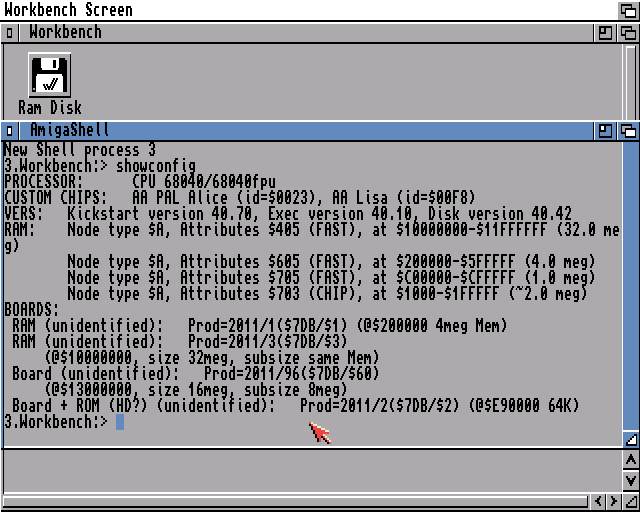 Workbench Screen
Workbench
Ram Disk
AmigaShell
New Shell process 3
3.Workbench:> showconfig
PROCESSOR:      CPU 68040/68040fpu
CUSTOM CHIPS:   AA PAL Alice (id=$0023), AA Lisa (id=$00F8)
VERS:   Kickstart version 40.70, Exec version 40.10, Disk version 40.42
RAM:    Node type $A, Attributes $405 (FAST), at $10000000-$11FFFFFF (32.0 me
g)
        Node type $A, Attributes $605 (FAST), at $200000-$5FFFFF (4.0 meg)
        Node type $A, Attributes $705 (FAST), at $C00000-$CFFFFF (1.0 meg)
        Node type $A, Attributes $703 (CHIP), at $1000-$1FFFFF (~2.0 meg)
BOARDS:
 RAM (unidentified):   Prod=2011/1($7DB/$1) (@$200000 4meg Mem)
 RAM (unidentified):   Prod=2011/3($7DB/$3)
     (@$10000000, size 32meg, subsize same Mem)
 Board (unidentified):   Prod=2011/96($7DB/$60)
     (@$13000000, size 16meg, subsize 8meg)
 Board + ROM (HD?) (unidentified):   Prod=2011/2($7DB/$2) (@$E90000 64K)
3.Workbench:>